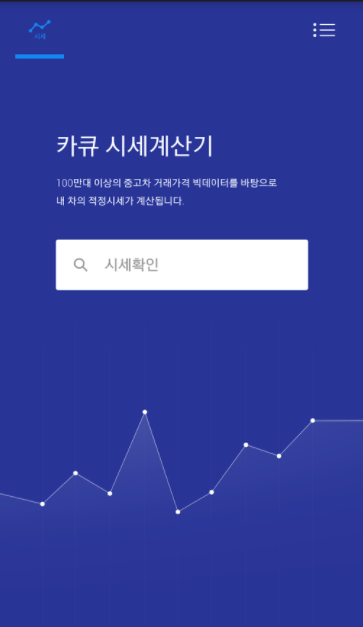 시세
카큐 시세계산기
100만대 이상의 중고차 거래가격 빅데이터를 바탕으로
내 차의 적정시세가 계산됩니다.
시세확인